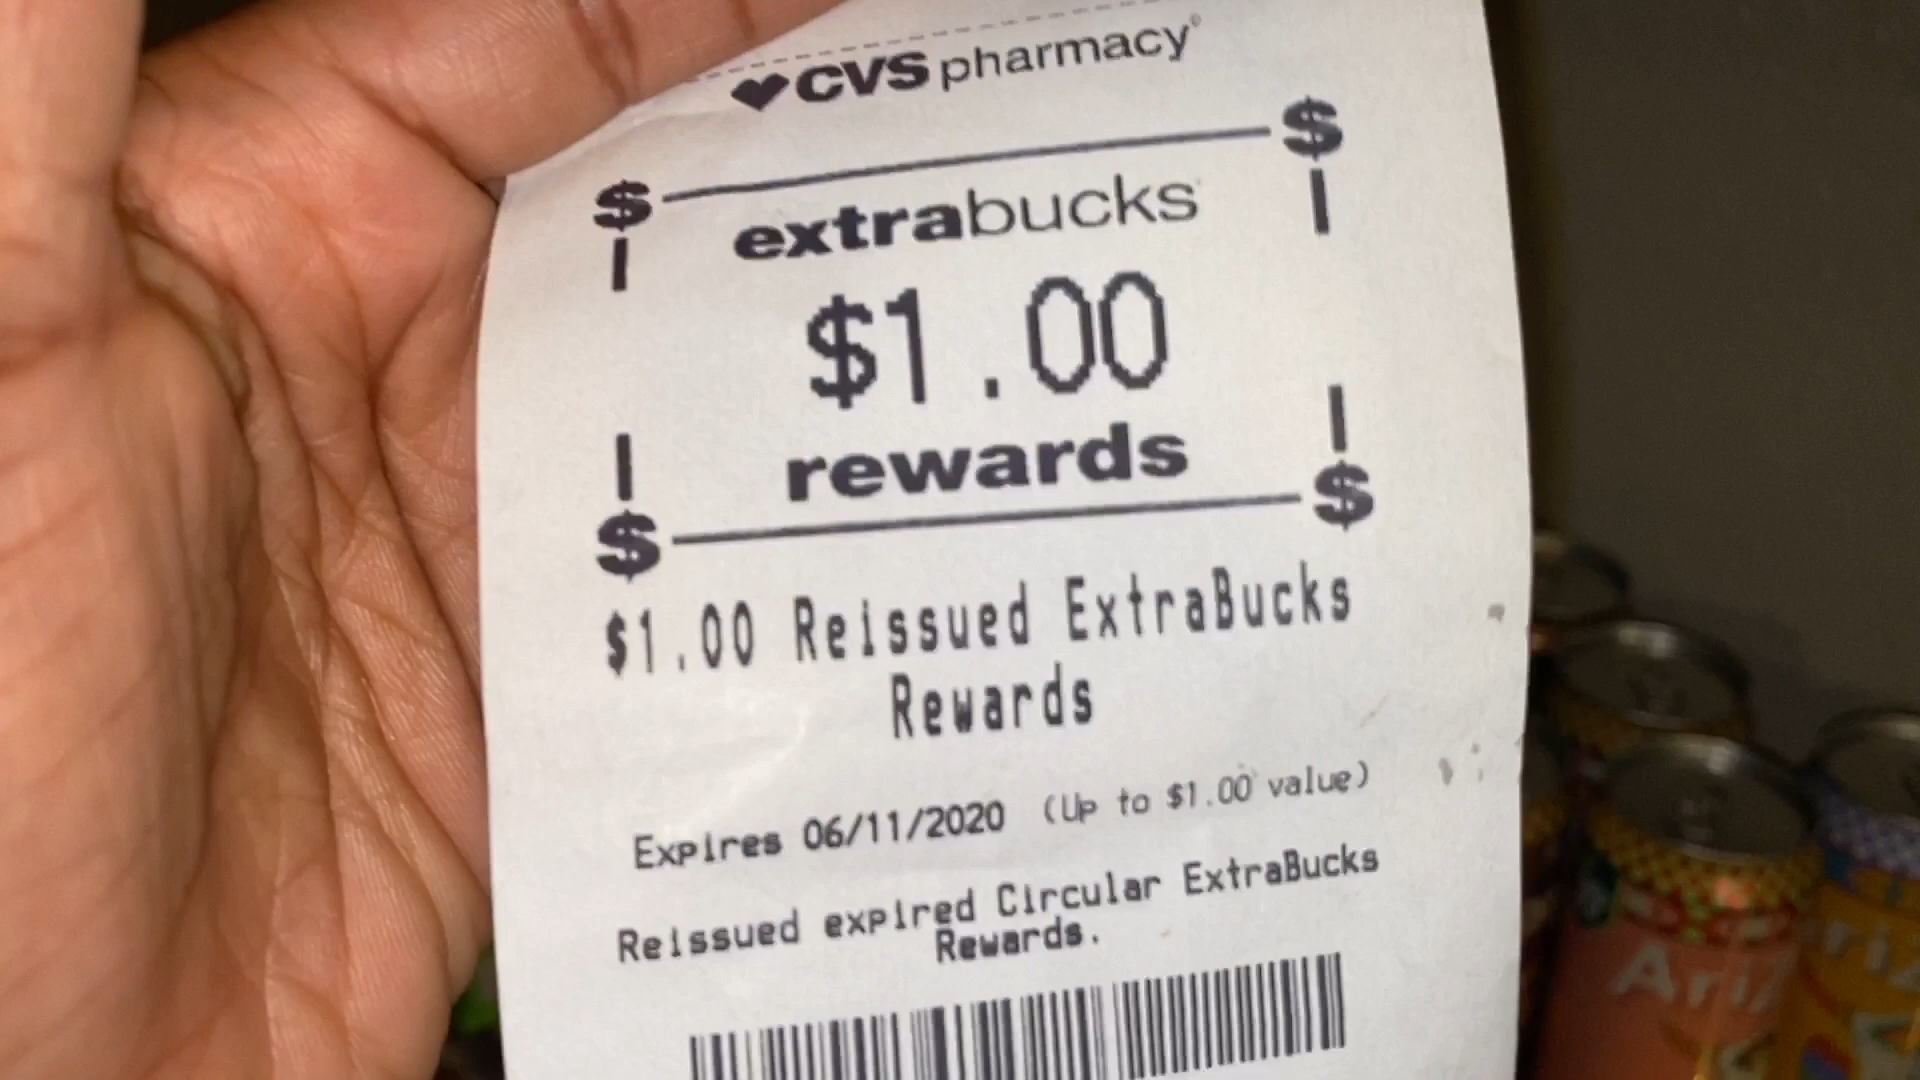 CVS pharmacy®
$ $
extrabucks
$1.00
rewards
$ $
$1.00 Reissued ExtraBucks
Rewards
Expires 06/11/2020 (Up to $1.00 value)
Reissued expired Circular ExtraBucks
Rewards.